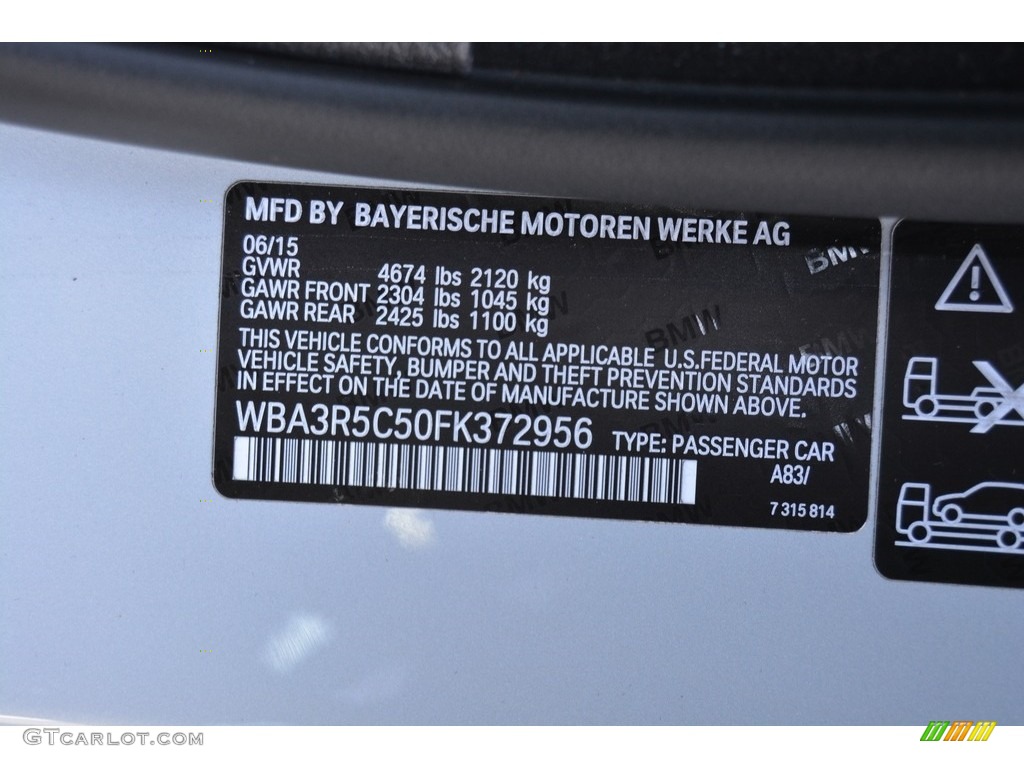 MFD BY BAYERISCHE MOTOREN WERKE AG
06/15
GVWR 4674 lbs 2120 kg
GAWR FRONT 2304 lbs 1045 kg
GAWR REAR 2425 lbs 1100 kg
THIS VEHICLE CONFORMS TO ALL APPLICABLE U.S.FEDERAL MOTOR
VEHICLE SAFETY, BUMPER AND THEFT PREVENTION STANDARDS
IN EFFECT ON THE DATE OF MANUFACTURE SHOWN ABOVE.
WBA3R5C50FK372956 TYPE: PASSENGER CAR
A83/
7 315 814
BMW
BMW
BMW
GTcarlot.com